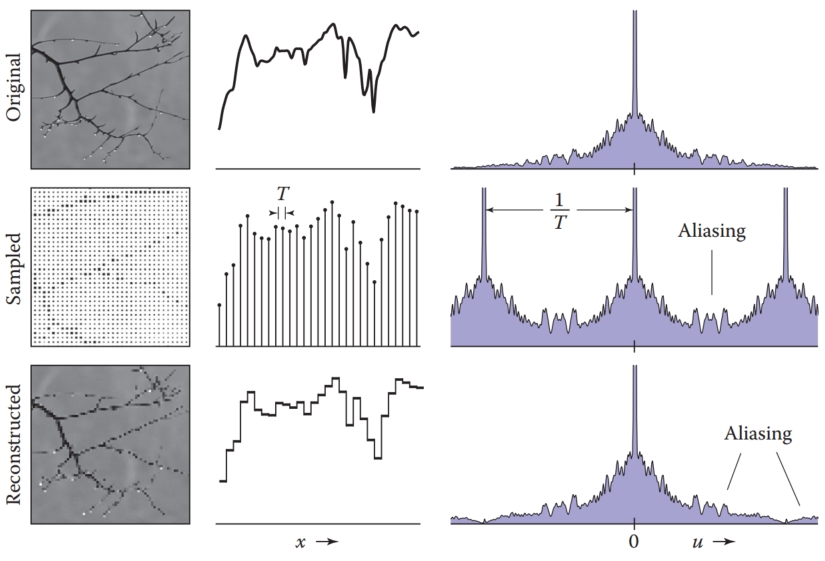 Original
Sampled
T
1
T
Aliasing
Reconstructed
Aliasing
x →
0
u →